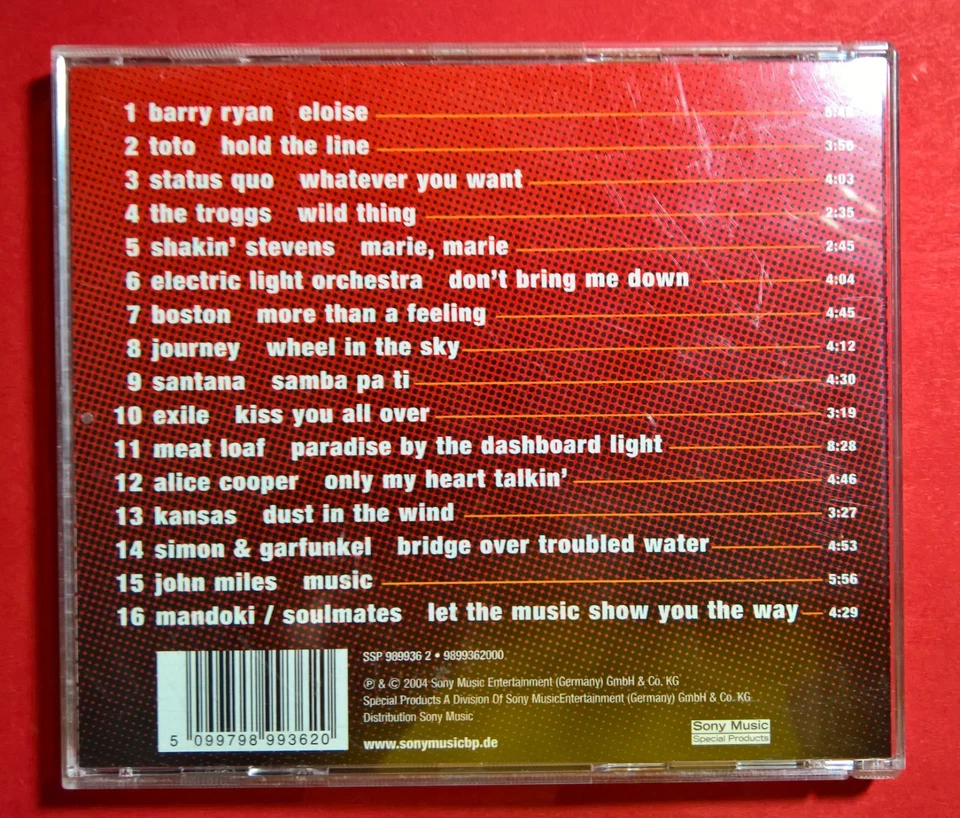 1 barry ryan eloise
2 toto hold the line 3:56
3 status quo whatever you want 4:03
4 the troggs wild thing 2:35
5 shakin' stevens marie, marie 2:45
6 electric light orchestra don't bring me down 4:04
7 boston more than a feeling 4:45
8 journey wheel in the sky 4:12
9 santana samba pa ti 4:30
10 exile kiss you all over 3:19
11 meat loaf paradise by the dashboard light 8:28
12 alice cooper only my heart talkin' 4:46
13 kansas dust in the wind 3:27
14 simon & garfunkel bridge over troubled water 4:53
15 john miles music 5:56
16 mandoki / soulmates let the music show you the way 4:29
SSP 989936 2 • 9899362000
℗ & © 2004 Sony Music Entertainment (Germany) GmbH & Co. KG
Special Products A Division Of Sony MusicEntertainment (Germany) GmbH & Co. KG
Distribution Sony Music
www.sonymusicbp.de
Sony Music
Special Products
5 099798 993620